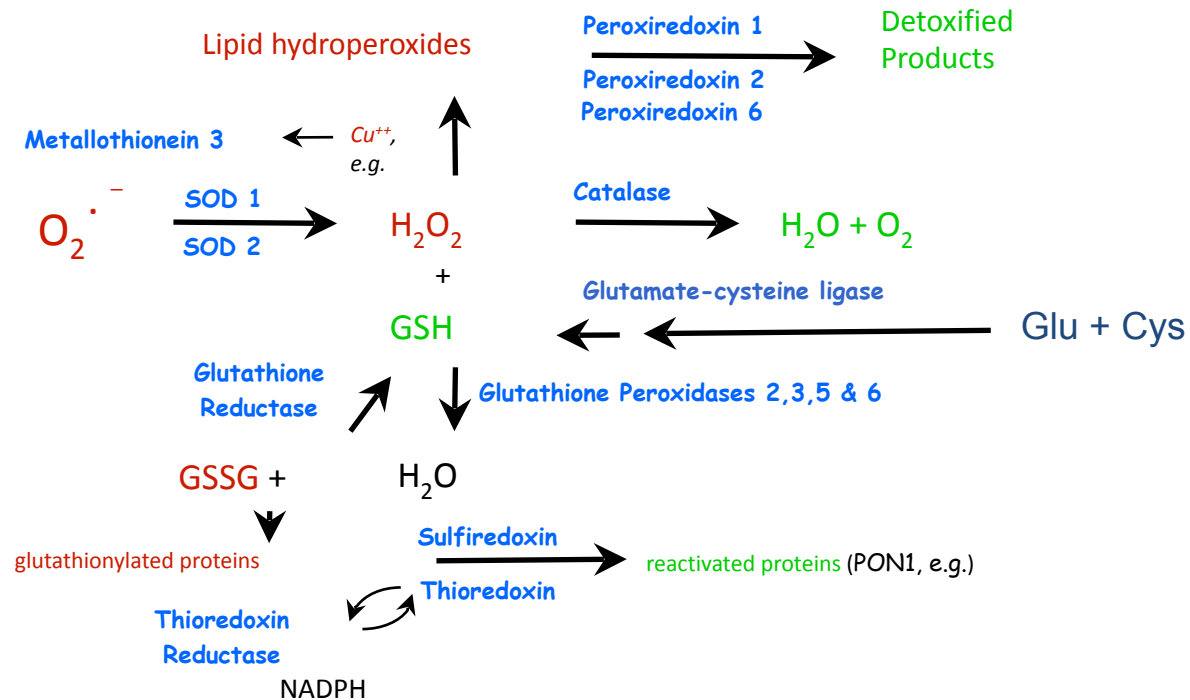 Lipid hydroperoxides
Peroxiredoxin 1
Peroxiredoxin 2
Peroxiredoxin 6
Detoxified
Products
Metallothionein 3
Cu⁺⁺,
e.g.
O₂·⁻
SOD 1
SOD 2
H₂O₂
Catalase
H₂O + O₂
+
GSH
Glutamate-cysteine ligase
Glu + Cys
Glutathione
Reductase
Glutathione Peroxidases 2,3,5 & 6
GSSG +
H₂O
glutathionylated proteins
Sulfiredoxin
Thioredoxin
reactivated proteins (PON1, e.g.)
Thioredoxin
Reductase
NADPH